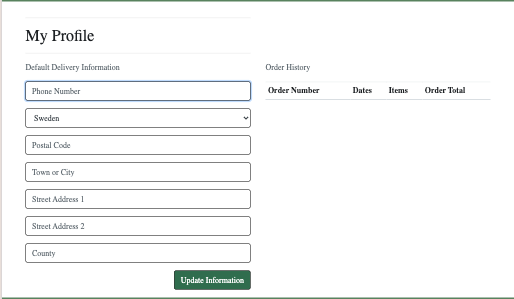 My Profile
Default Delivery Information
Phone Number
Sweden
Postal Code
Town or City
Street Address 1
Street Address 2
County
Update Information
Order History
Order Number Dates Items Order Total